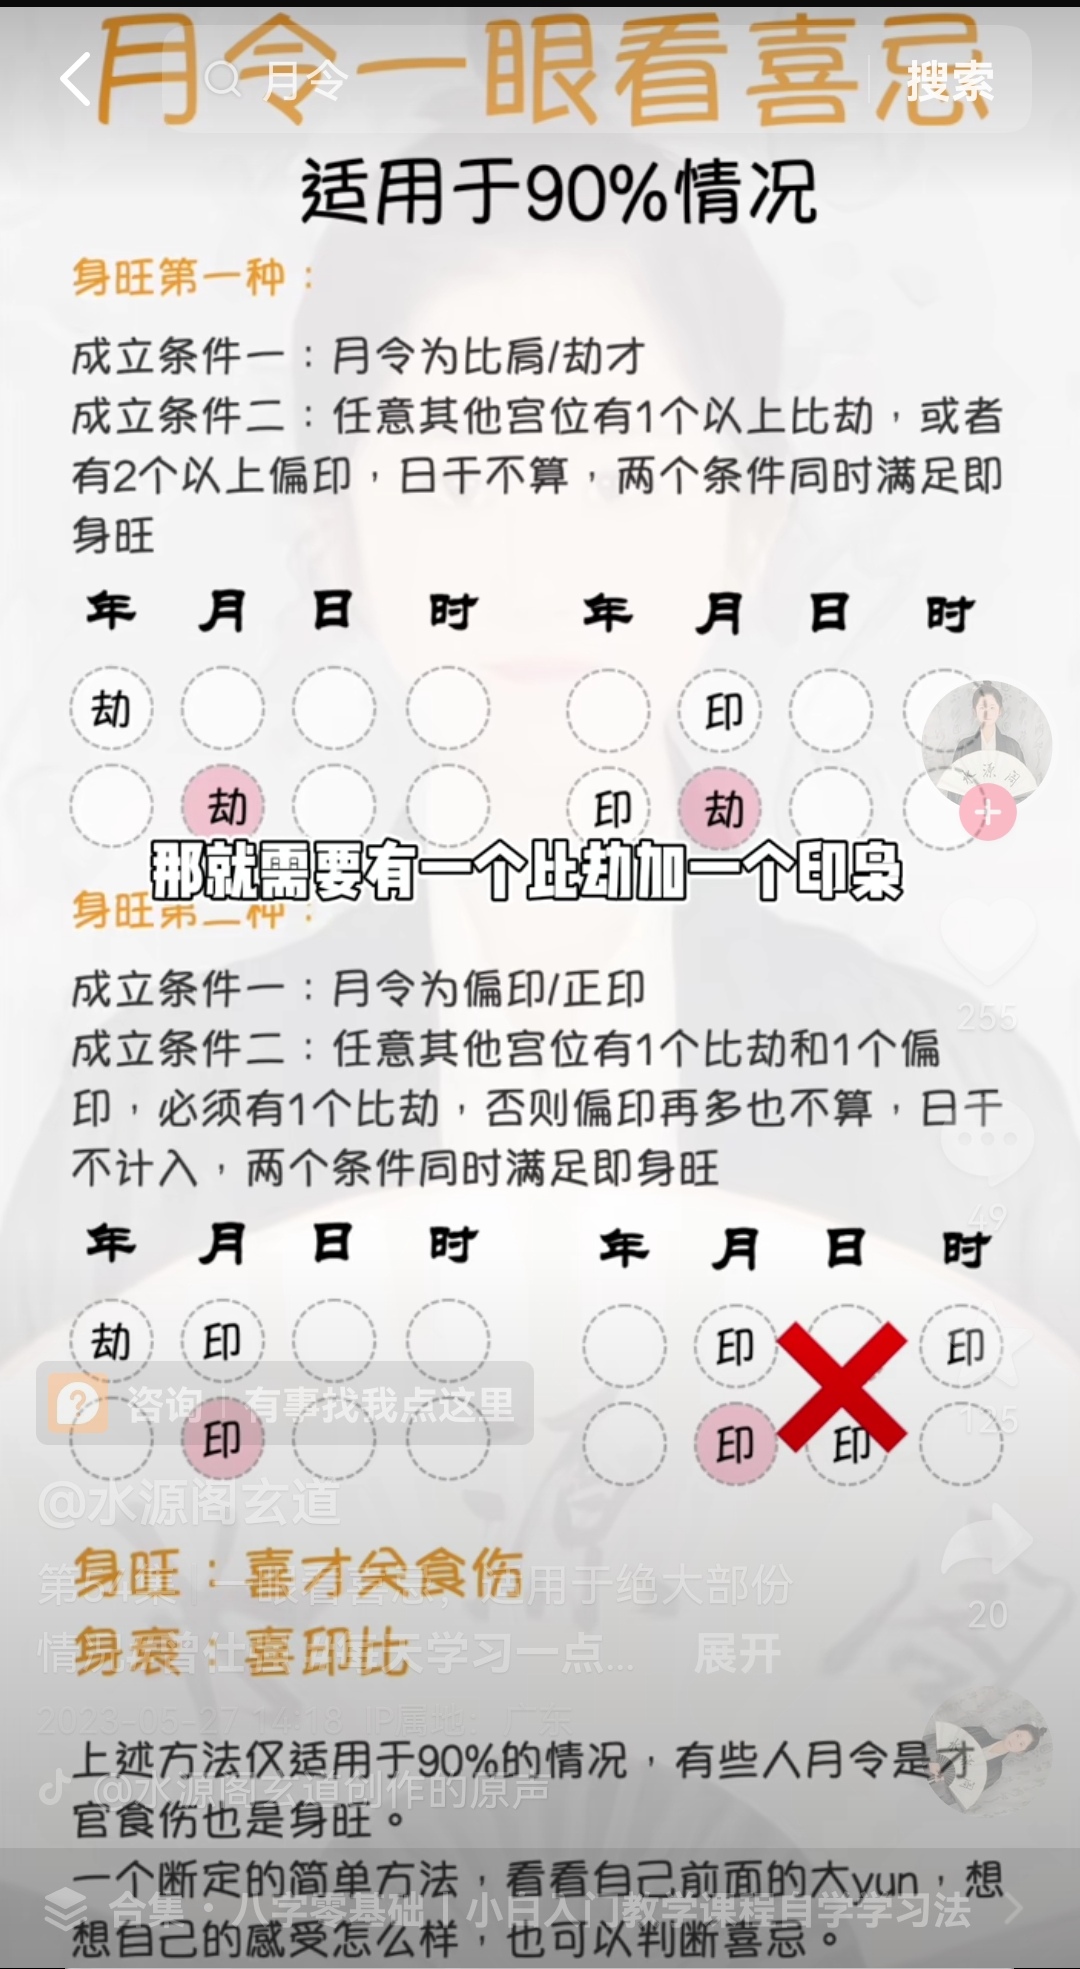 月令一眼看喜忌
月令
搜索
适用于90%情况
身旺第一种：
成立条件一：月令为比肩/劫才
成立条件二：任意其他宫位有1个以上比劫，或者
有2个以上偏印，日干不算，两个条件同时满足即
身旺
年 月 日 时 年 月 日 时
劫 印
劫 印 劫
水源阁
那就需要有一个比劫加一个印枭
身旺第二种：
成立条件一：月令为偏印/正印
255
成立条件二：任意其他宫位有1个比劫和1个偏
印，必须有1个比劫，否则偏印再多也不算，日干
不计入，两个条件同时满足即身旺
49
年 月 日 时 年 月 日 时
劫 印 印 印
咨询 | 有事找我点这里
印 印 印
125
@水源阁玄道
身旺：喜才关食伤
一眼看喜忌，适用于绝大部份
20
身衰：喜印比
天学习一点... 展开
2023-05-27 14:18 IP属地：广东
上述方法仅适用于90%的情况，有些人月令是才
@水源阁玄道创作的原声
官食伤也是身旺。
一个断定的简单方法，看看自己前面的大yun，想
合集·八字零基础｜小白入门教学课程自学学习法
想自己的感受怎么样，也可以判断喜忌。